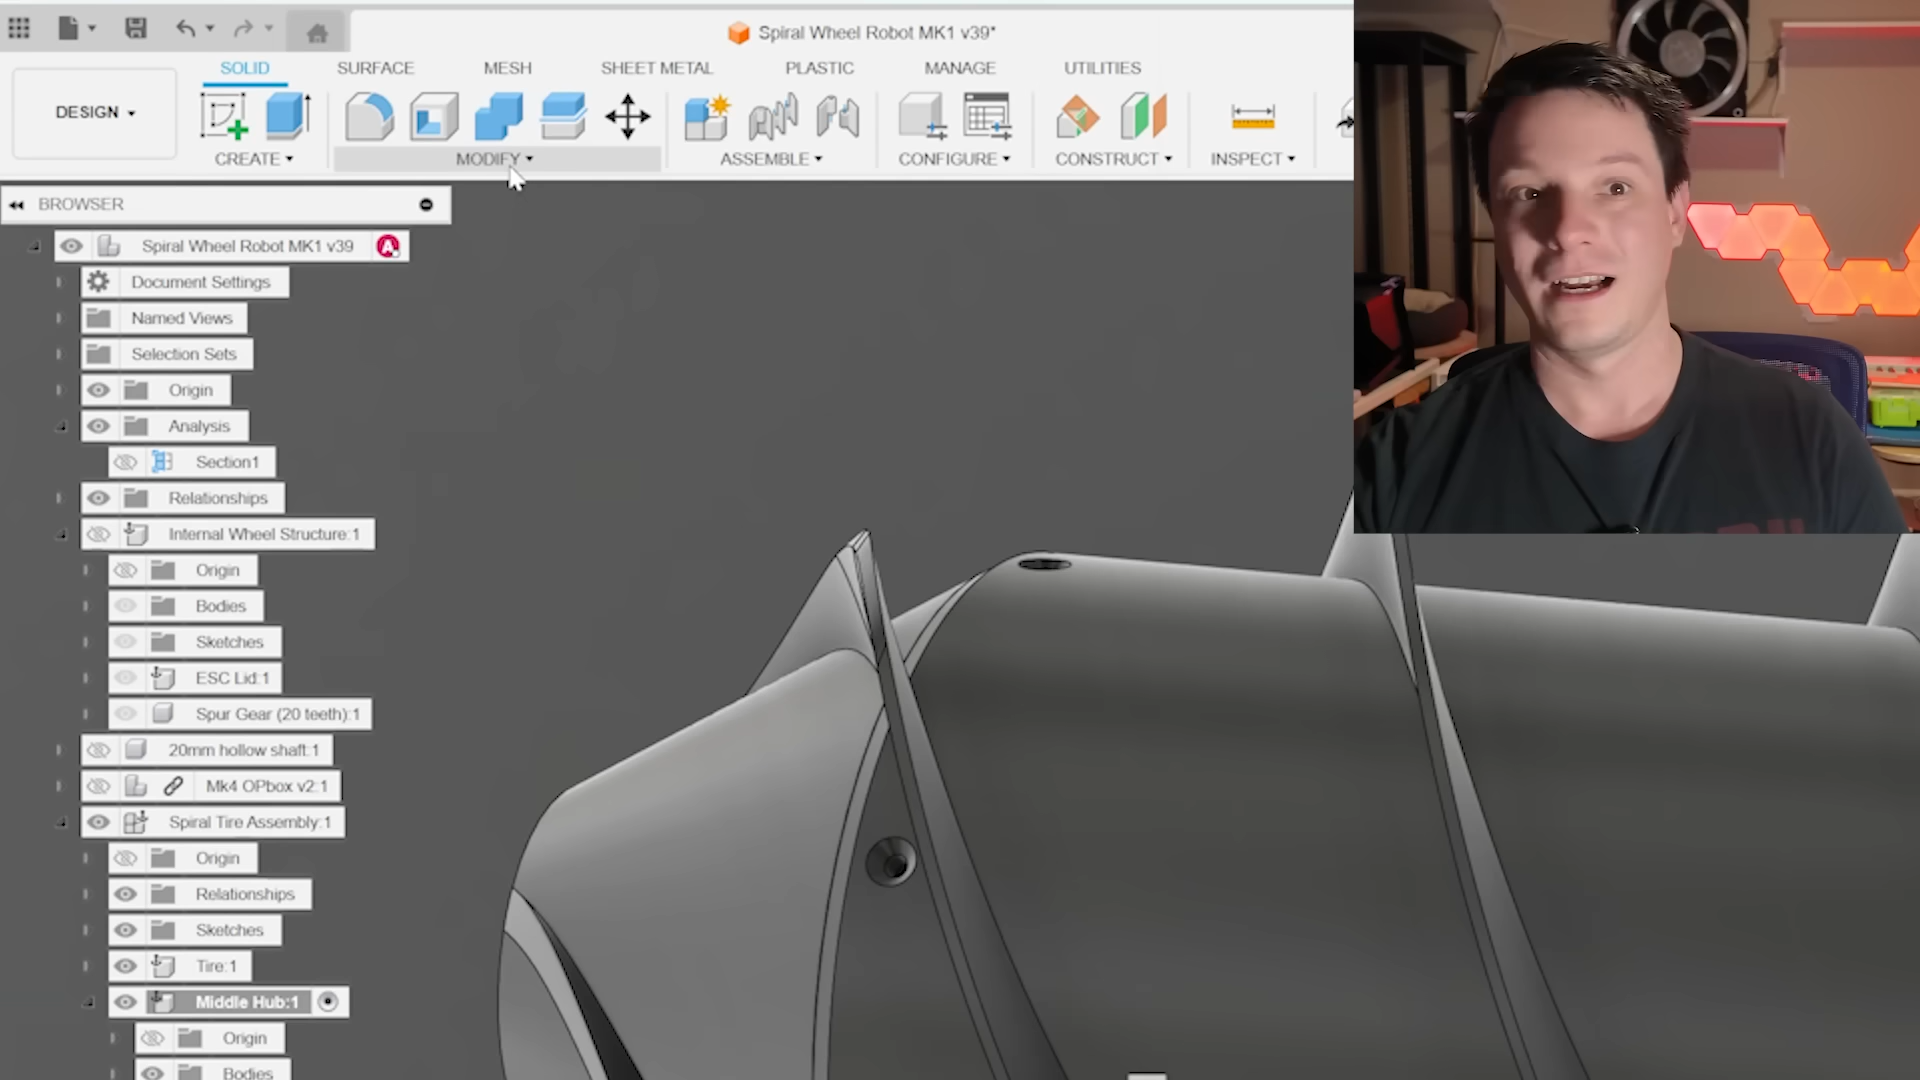 Spiral Wheel Robot MK1 v39*
SOLID SURFACE MESH SHEET METAL PLASTIC MANAGE UTILITIES
DESIGN
CREATE MODIFY ASSEMBLE CONFIGURE CONSTRUCT INSPECT
BROWSER
Spiral Wheel Robot MK1 v39 A
Document Settings
Named Views
Selection Sets
Origin
Analysis
Section1
Relationships
Internal Wheel Structure:1
Origin
Bodies
Sketches
ESC Lid:1
Spur Gear (20 teeth):1
20mm hollow shaft:1
Mk4 OPbox v2:1
Spiral Tire Assembly:1
Origin
Relationships
Sketches
Tire:1
Middle Hub:1
Origin
Bodies